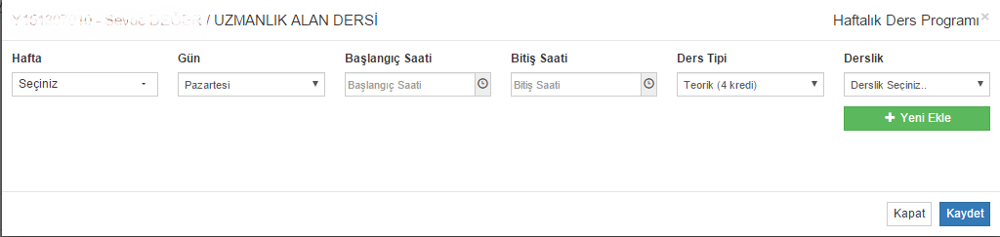 / UZMANLIK ALAN DERSİ
Haftalık Ders Programı ×
Hafta Gün Başlangıç Saati Bitiş Saati Ders Tipi Derslik
Seçiniz Pazartesi Başlangıç Saati Bitiş Saati Teorik (4 kredi) Derslik Seçiniz..
+ Yeni Ekle
Kapat Kaydet